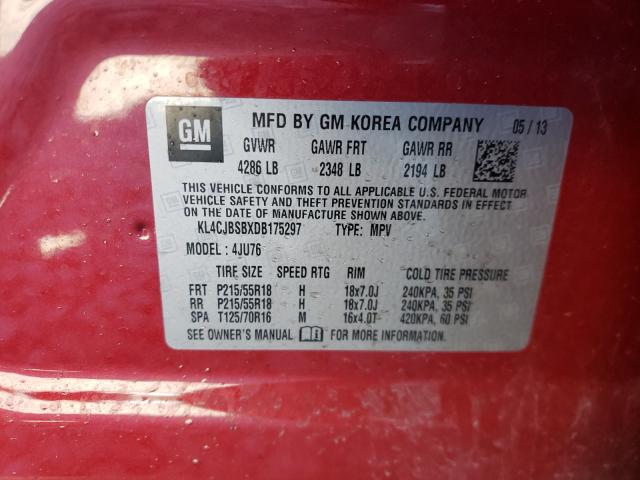 GM MFD BY GM KOREA COMPANY 05 / 13
GVWR GAWR FRT GAWR RR
4286 LB 2348 LB 2194 LB
THIS VEHICLE CONFORMS TO ALL APPLICABLE U.S. FEDERAL MOTOR
VEHICLE SAFETY AND THEFT PREVENTION STANDARDS IN EFFECT
ON THE DATE OF MANUFACTURE SHOWN ABOVE.
KL4CJBSBXDB175297 TYPE: MPV
MODEL: 4JU76
TIRE SIZE SPEED RTG RIM COLD TIRE PRESSURE
FRT P215/55R18 H 18x7.0J 240KPA, 35 PSI
RR P215/55R18 H 18x7.0J 240KPA, 35 PSI
SPA T125/70R16 M 16x4.0T 420KPA, 60 PSI
SEE OWNER'S MANUAL FOR MORE INFORMATION.